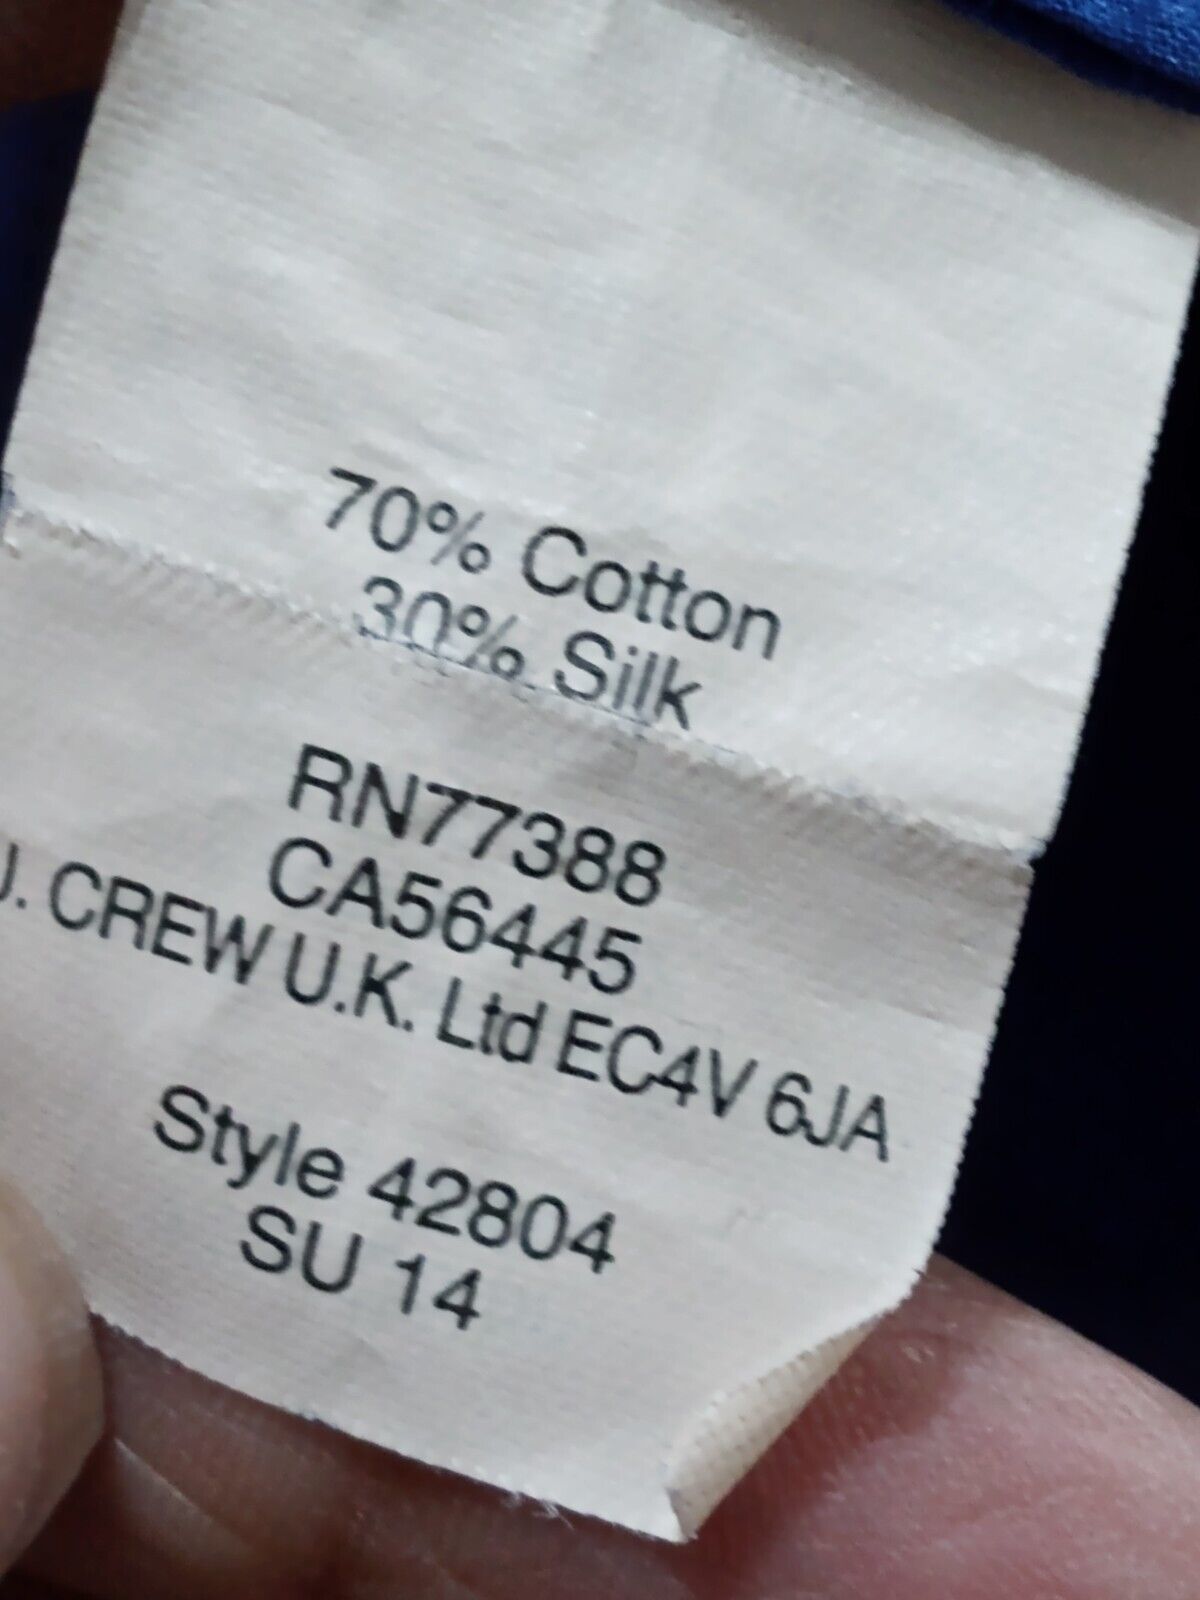 70% Cotton
30% Silk
RN77388
CA56445
J. CREW U.K. Ltd EC4V 6JA
Style 42804
SU 14